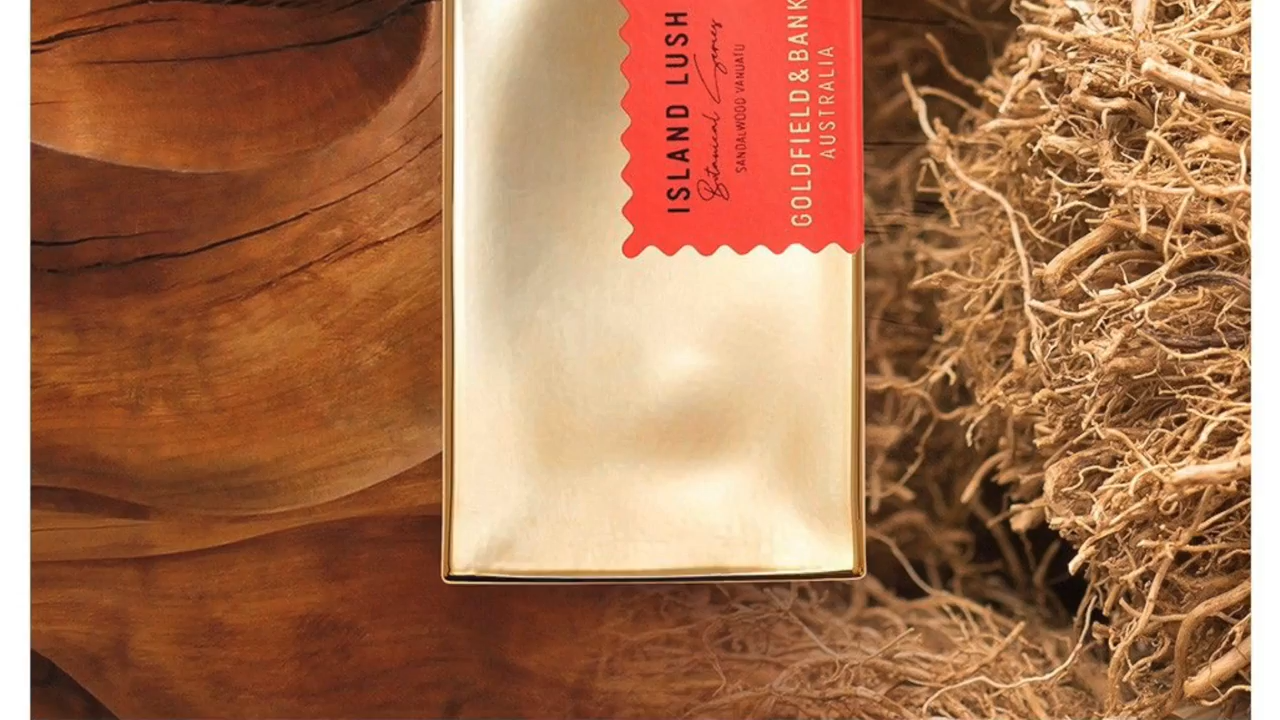 ISLAND LUSH
Botanical Series
SANDALWOOD VANUATU
GOLDFIELD & BANK
AUSTRALIA